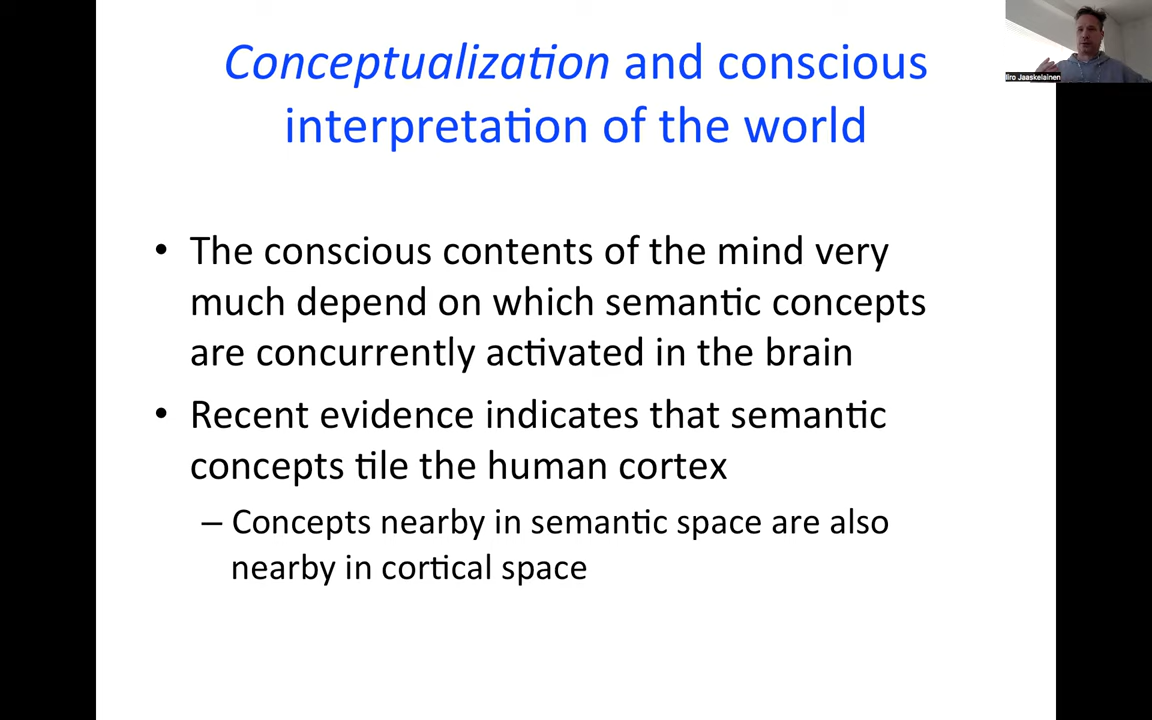 Conceptualization and conscious
interpretation of the world
• The conscious contents of the mind very
much depend on which semantic concepts
are concurrently activated in the brain
• Recent evidence indicates that semantic
concepts tile the human cortex
– Concepts nearby in semantic space are also
nearby in cortical space
Iiro Jaaskelainen